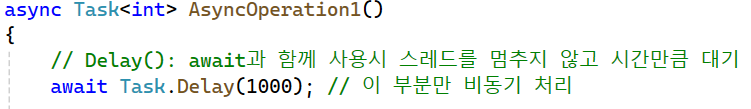 async Task<int> AsyncOperation1()
{
// Delay(): await과 함께 사용시 스레드를 멈추지 않고 시간만큼 대기
await Task.Delay(1000); // 이 부분만 비동기 처리